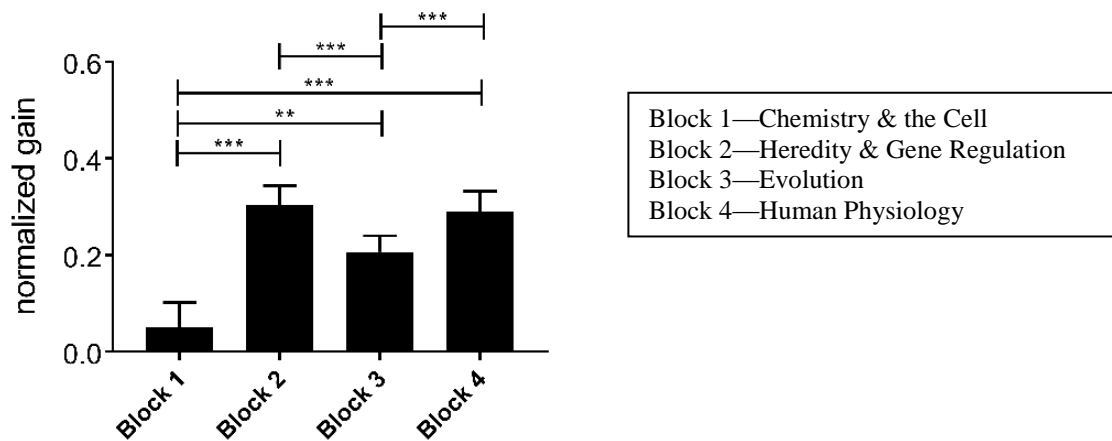 ***
***
0.6
***
**
***
0.4
0.2
0.0
normalized gain
Block 1
Block 2
Block 3
Block 4
Block 1—Chemistry & the Cell
Block 2—Heredity & Gene Regulation
Block 3—Evolution
Block 4—Human Physiology